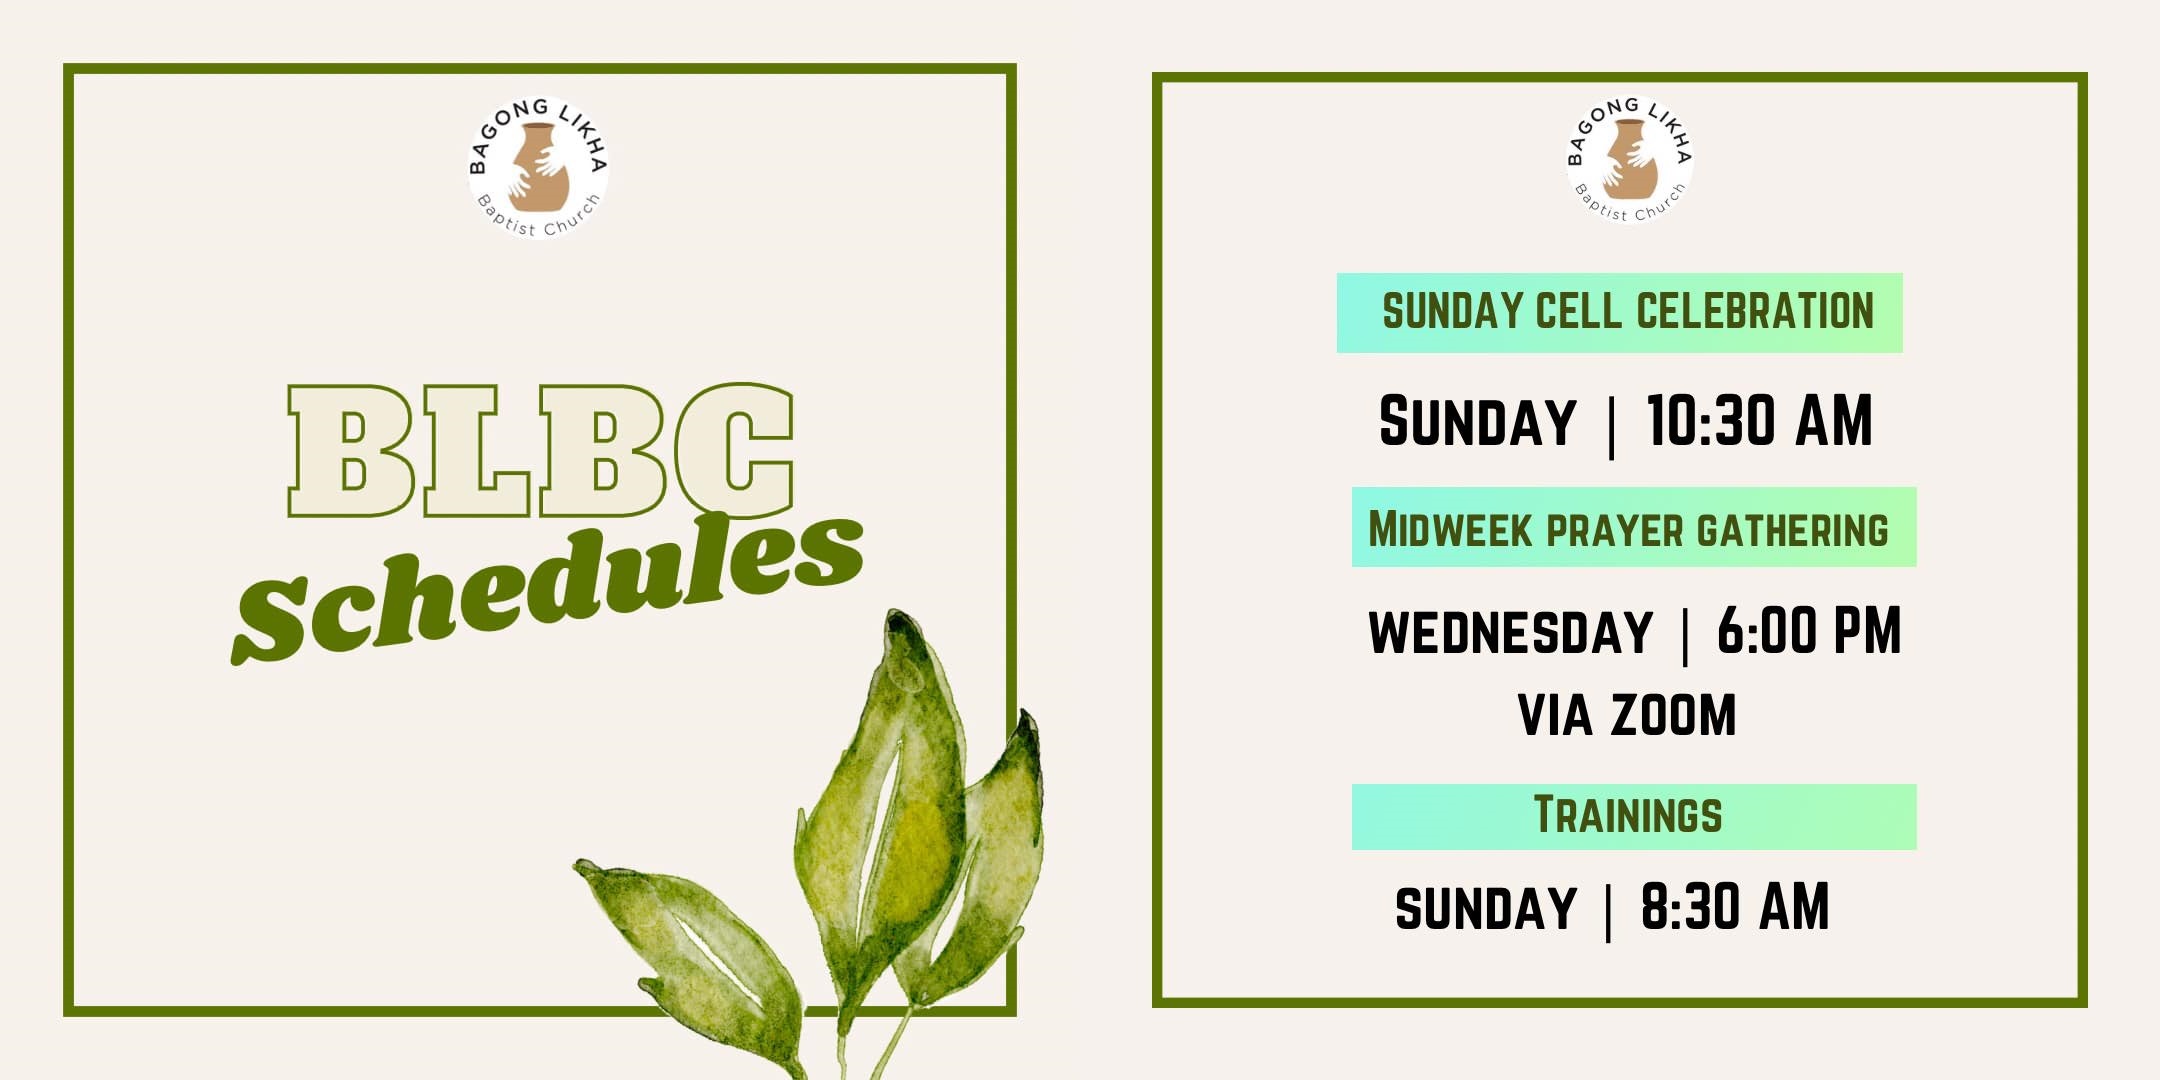 BAGONG LIKHA
Baptist Church
BLBC
Schedules
BAGONG LIKHA
Baptist Church
SUNDAY CELL CELEBRATION
SUNDAY | 10:30 AM
MIDWEEK PRAYER GATHERING
WEDNESDAY | 6:00 PM
VIA ZOOM
TRAININGS
SUNDAY | 8:30 AM